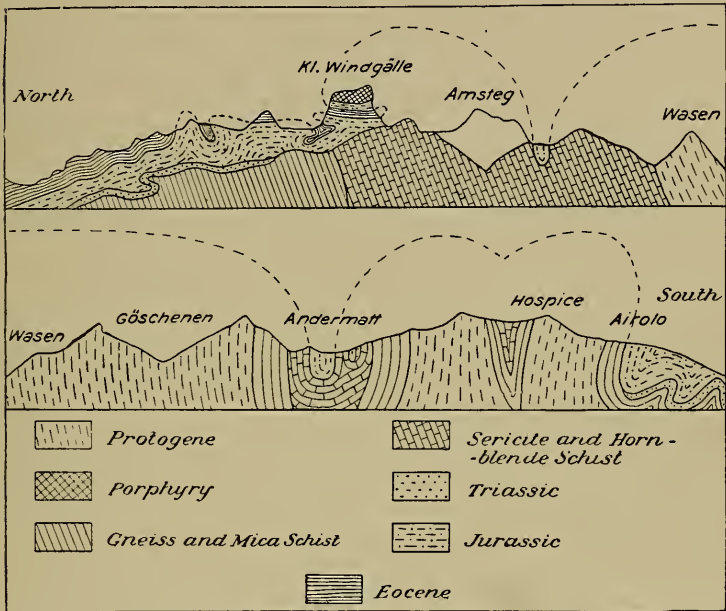 North
Kl. Windgälle
Amsteg
Wasen
Wasen
Göschenen
Andermatt
Hospice
Airolo
South
Protogene
Sericite and Horn-
-blende Schist
Porphyry
Triassic
Gneiss and Mica Schist
Jurassic
Eocene